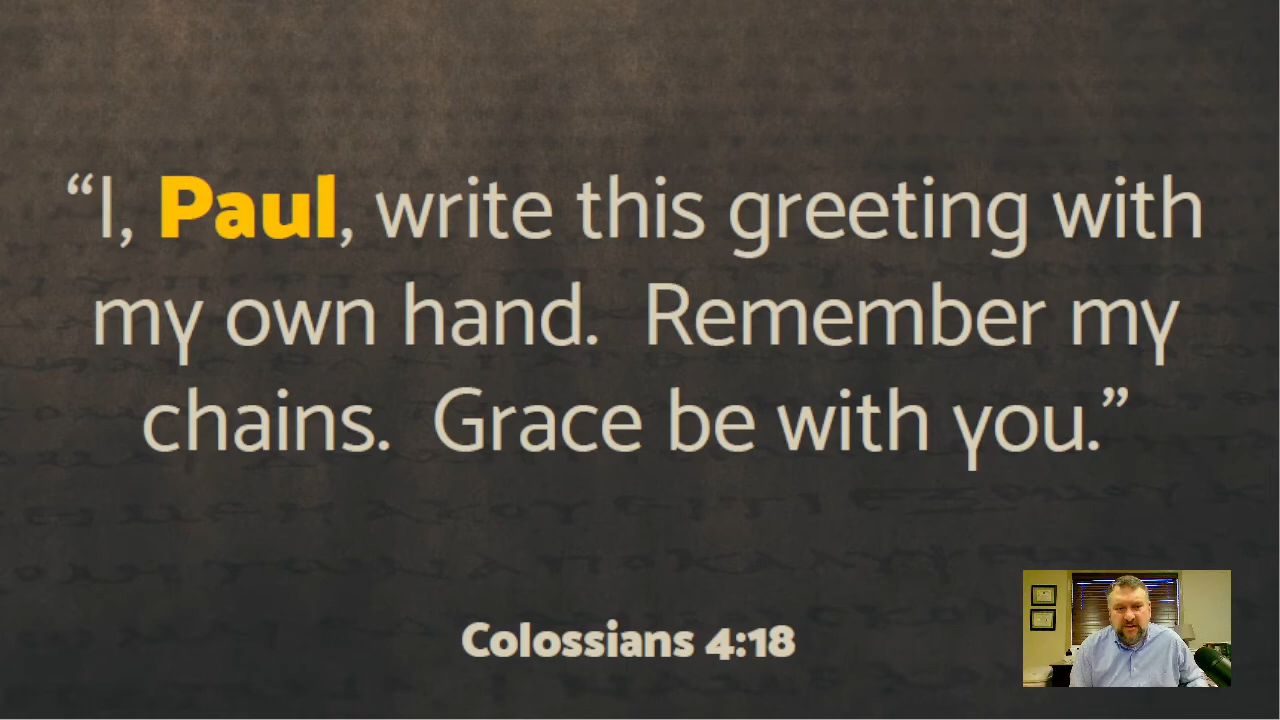 “I, Paul, write this greeting with
my own hand.  Remember my
chains.  Grace be with you.”
Colossians 4:18